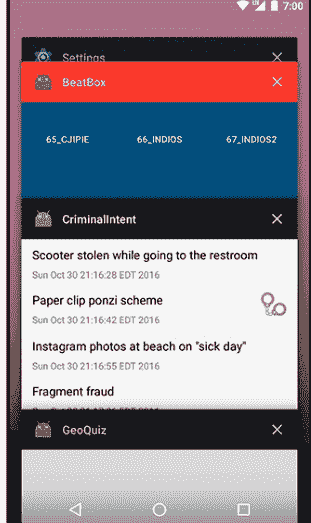 7:00
Settings
BeatBox
65_CJIPIE 66_INDIOS 67_INDIOS2
CriminalIntent
Scooter stolen while going to the restroom
Sun Oct 30 21:16:28 EDT 2016
Paper clip ponzi scheme
Sun Oct 30 21:16:42 EDT 2016
Instagram photos at beach on "sick day"
Sun Oct 30 21:16:55 EDT 2016
Fragment fraud
GeoQuiz